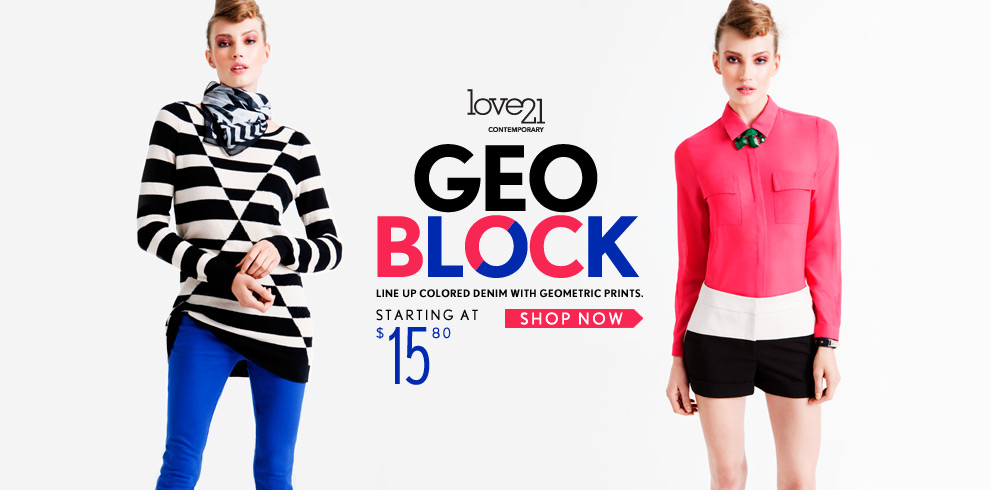 love21
CONTEMPORARY
GEO
BLOCK
LINE UP COLORED DENIM WITH GEOMETRIC PRINTS.
STARTING AT
$15 80
SHOP NOW